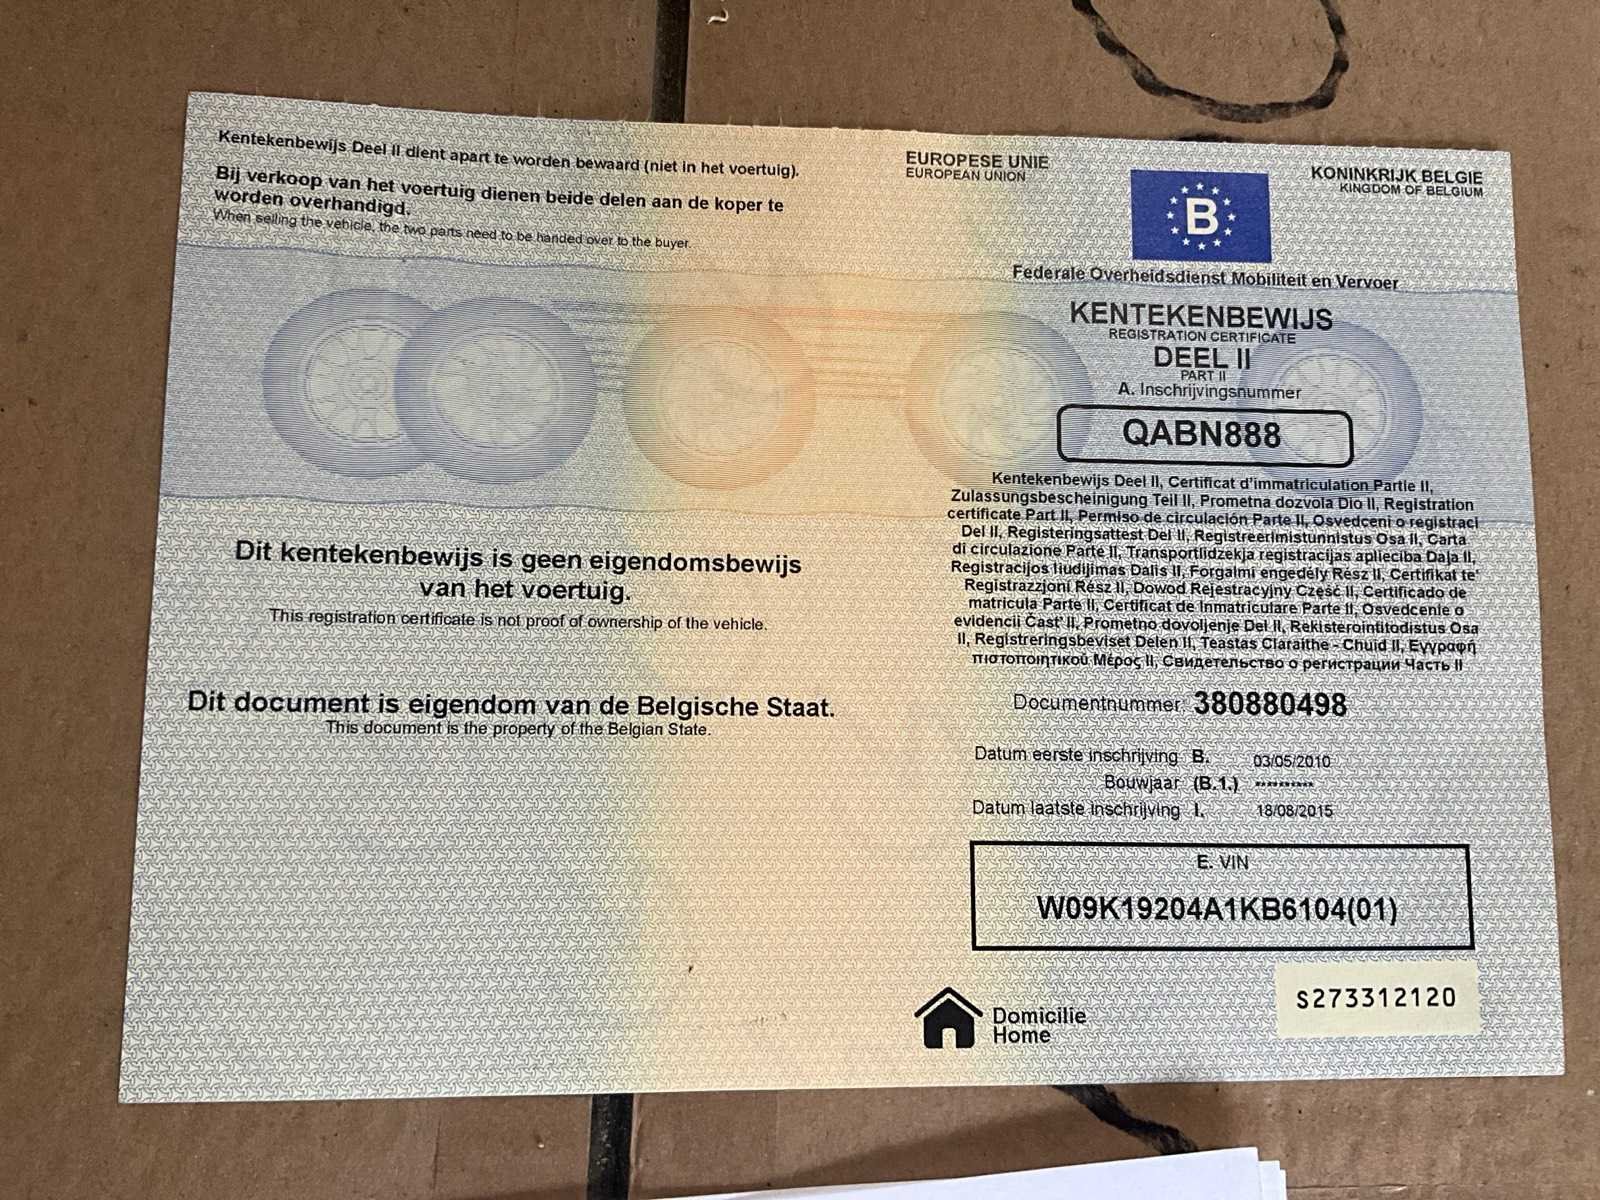 Kentekenbewijs Deel II dient apart te worden bewaard (niet in het voertuig).
Bij verkoop van het voertuig dienen beide delen aan de koper te
worden overhandigd.
When selling the vehicle, the two parts need to be handed over to the buyer.
Dit kentekenbewijs is geen eigendomsbewijs
van het voertuig.
This registration certificate is not proof of ownership of the vehicle.
Dit document is eigendom van de Belgische Staat.
This document is the property of the Belgian State.
EUROPESE UNIE
EUROPEAN UNION
B
KONINKRIJK BELGIE
KINGDOM OF BELGIUM
Federale Overheidsdienst Mobiliteit en Vervoer
KENTEKENBEWIJS
REGISTRATION CERTIFICATE
DEEL II
PART II
A. Inschrijvingsnummer
QABN888
Kentekenbewijs Deel II, Certificat d'immatriculation Partie II,
Zulassungsbescheinigung Teil II, Prometna dozvola Dio II, Registration
certificate Part II, Permiso de circulación Parte II, Osvedceni o registraci
Del II, Registeringsattest Del II, Registreerimistunnistus Osa II, Carta
di circulazione Parte II, Transportlidzekja registracijas aplieciba Daļa II,
Registracijos liudijimas Dalis II, Forgalmi engedély Rész II, Certifikat te'
Registrazzjoni Rész II, Dowod Rejestracyjny Część II, Certificado de
matricula Parte II, Certificat de Inmatriculare Parte II, Osvedcenie o
evidencii Čast' II, Prometno dovoljenje Del II, Rekisterointitodistus Osa
II, Registreringsbeviset Delen II, Teastas Claraithe - Chuid II, Εγγραφή
πιστοποιητικού Μέρος II, Свидетельство о регистрации Часть II
Documentnummer: 380880498
Datum eerste inschrijving B. 03/05/2010
Bouwjaar (B.1.) **********
Datum laatste inschrijving I. 18/08/2015
E. VIN
W09K19204A1KB6104(01)
Domicilie
Home
S273312120